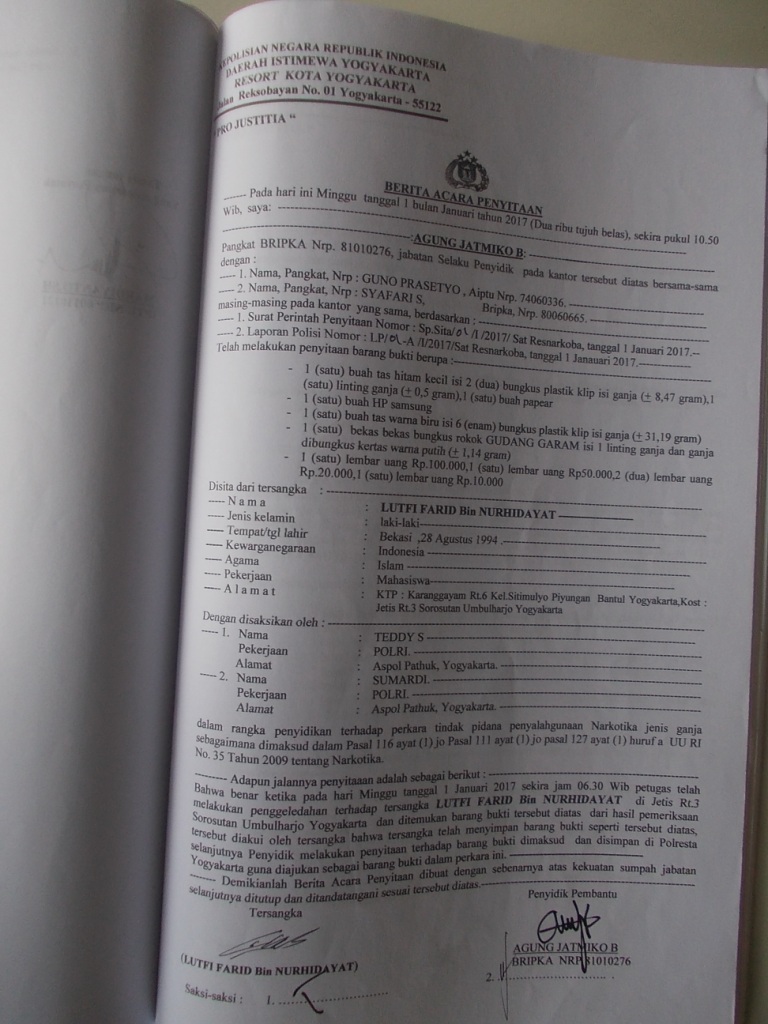 KEPOLISIAN NEGARA REPUBLIK INDONESIA
DAERAH ISTIMEWA YOGYAKARTA
RESORT KOTA YOGYAKARTA
Jalan Reksobayan No. 01 Yogyakarta - 55122
"PRO JUSTITIA "
BERITA ACARA PENYITAAN
------ Pada hari ini Minggu tanggal 1 bulan Januari tahun 2017 (Dua ribu tujuh belas), sekira pukul 10.50
Wib, saya: ------
------:AGUNG JATMIKO B:------
Pangkat BRIPKA Nrp. 81010276, jabatan Selaku Penyidik pada kantor tersebut diatas bersama-sama
dengan :
----- 1. Nama, Pangkat, Nrp : GUNO PRASETYO , Aiptu Nrp. 74060336. ------
----- 2. Nama, Pangkat, Nrp : SYAFARI S, Bripka, Nrp. 80060665. ------
masing-masing pada kantor yang sama, berdasarkan : ------
----- 1. Surat Perintah Penyitaan Nomor : Sp.Sita/01/I/2017/ Sat Resnarkoba, tanggal 1 Januari 2017.--
----- 2. Laporan Polisi Nomor : LP/01-A /I/2017/Sat Resnarkoba, tanggal 1 Janauari 2017.------
Telah melakukan penyitaan barang bukti berupa :------
- 1 (satu) buah tas hitam kecil isi 2 (dua) bungkus plastik klip isi ganja (± 8,47 gram),1
(satu) linting ganja (± 0,5 gram),1 (satu) buah papear
- 1 (satu) buah HP samsung
- 1 (satu) buah tas warna biru isi 6 (enam) bungkus plastik klip isi ganja (± 31,19 gram)
- 1 (satu) bekas bekas bungkus rokok GUDANG GARAM isi 1 linting ganja dan ganja
dibungkus kertas warna putih (± 1,14 gram)
- 1 (satu) lembar uang Rp.100.000,1 (satu) lembar uang Rp50.000,2 (dua) lembar uang
Rp.20.000,1 (satu) lembar uang Rp.10.000
Disita dari tersangka : ------
---- N a m a : LUTFI FARID Bin NURHIDAYAT ------
---- Jenis kelamin : laki-laki------
---- Tempat/tgl lahir : Bekasi ,28 Agustus 1994 .------
---- Kewarganegaraan : Indonesia ------
---- Agama : Islam ------
---- Pekerjaan : Mahasiswa------
---- A l a m a t : KTP : Karanggayam Rt.6 Kel.Sitimulyo Piyungan Bantul Yogyakarta,Kost :
Jetis Rt.3 Sorosutan Umbulharjo Yogyakarta
Dengan disaksikan oleh : ------
---- 1. Nama : TEDDY S ------
Pekerjaan : POLRI. ------
Alamat : Aspol Pathuk, Yogyakarta. ------
---- 2. Nama : SUMARDI. ------
Pekerjaan : POLRI. ------
Alamat : Aspol Pathuk, Yogyakarta. ------
dalam rangka penyidikan terhadap perkara tindak pidana penyalahgunaan Narkotika jenis ganja
sebagaimana dimaksud dalam Pasal 116 ayat (1) jo Pasal 111 ayat (1) jo pasal 127 ayat (1) huruf a UU RI
No. 35 Tahun 2009 tentang Narkotika.
-------- Adapun jalannya penyitaaan adalah sebagai berikut : ------
Bahwa benar ketika pada hari Minggu tanggal 1 Januari 2017 sekira jam 06.30 Wib petugas telah
melakukan penggeledahan terhadap tersangka LUTFI FARID Bin NURHIDAYAT di Jetis Rt.3
Sorosutan Umbulharjo Yogyakarta dan ditemukan barang bukti tersebut diatas dari hasil pemeriksaan
tersebut diakui oleh tersangka bahwa tersangka telah menyimpan barang bukti seperti tersebut diatas,
selanjutnya Penyidik melakukan penyitaan terhadap barang bukti dimaksud dan disimpan di Polresta
Yogyakarta guna diajukan sebagai barang bukti dalam perkara ini. ------
------- Demikianlah Berita Acara Penyitaan dibuat dengan sebenarnya atas kekuatan sumpah jabatan
selanjutnya ditutup dan ditandatangani sesuai tersebut diatas.------
Tersangka
Penyidik Pembantu
(LUTFI FARID Bin NURHIDAYAT)
AGUNG JATMIKO B
BRIPKA NRP 81010276
Saksi-saksi : 1. ..............................
2. ..............................